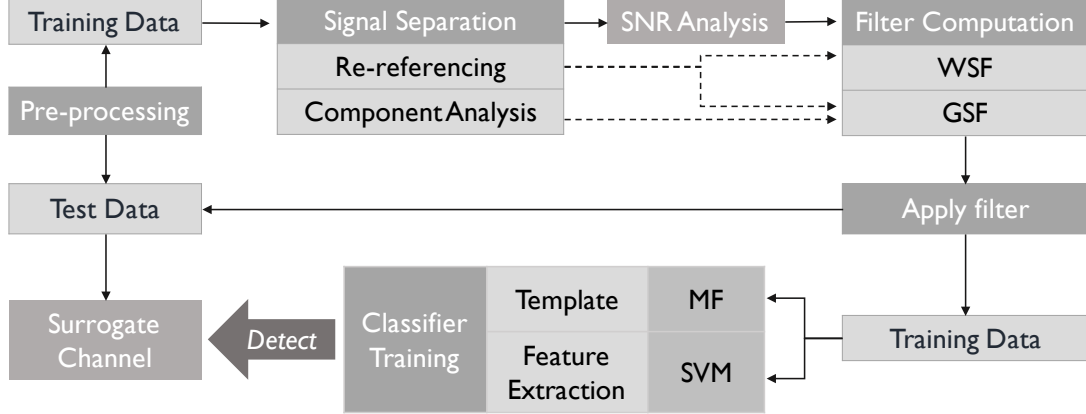 Training Data
Signal Separation
SNR Analysis
Filter Computation
Re-referencing
WSF
Pre-processing
Component Analysis
GSF
Test Data
Apply filter
Surrogate
Channel
Detect
Classifier
Training
Template
MF
Feature
Extraction
SVM
Training Data